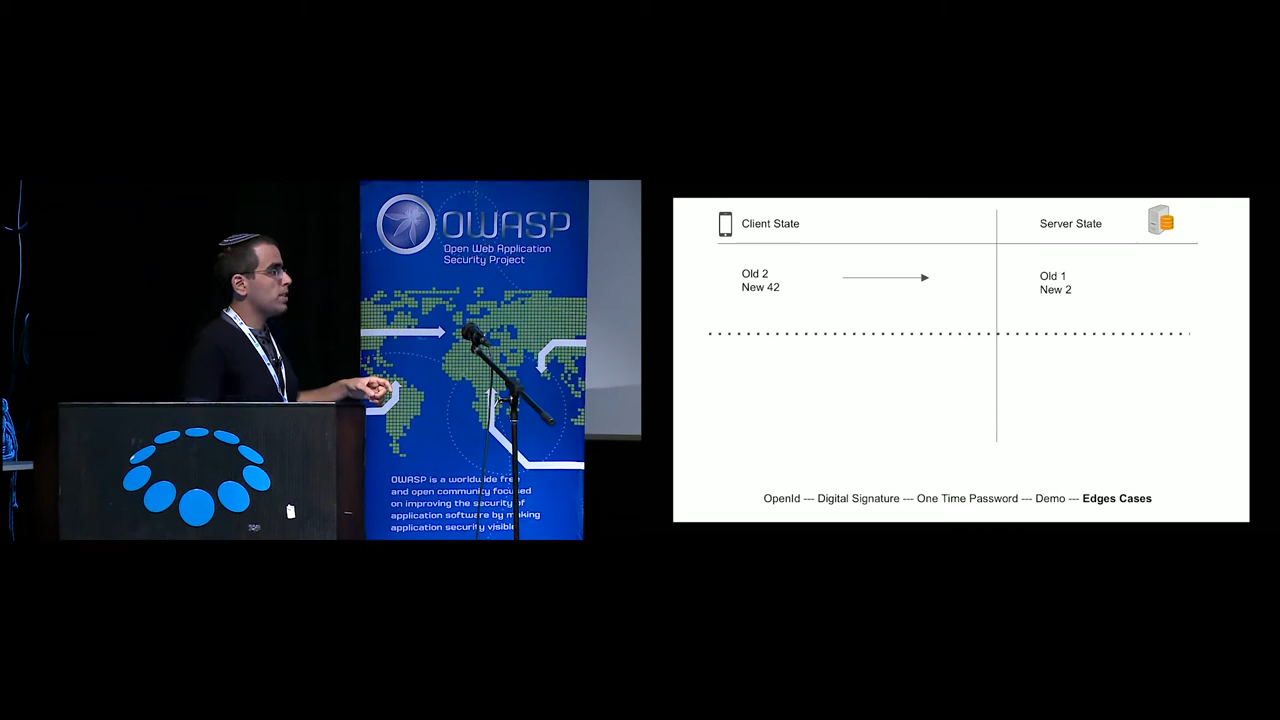 OWASP
Open Web Application
Security Project
OWASP is a worldwide free
and open community focused
on improving the security of
application software by making
application security visible
Client State
Server State
Old 2
New 42
Old 1
New 2
OpenId --- Digital Signature --- One Time Password --- Demo --- Edges Cases